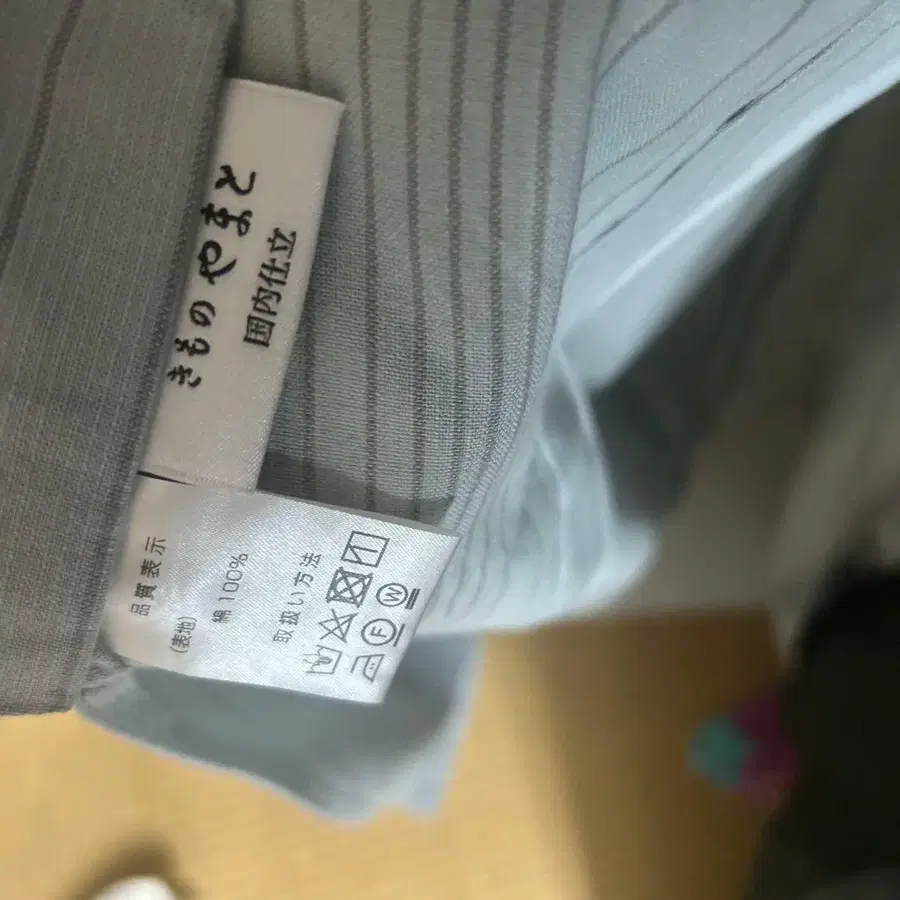 きもの やまと
国内仕立
品質表示
(表地)
綿 100%
取扱い方法
F W